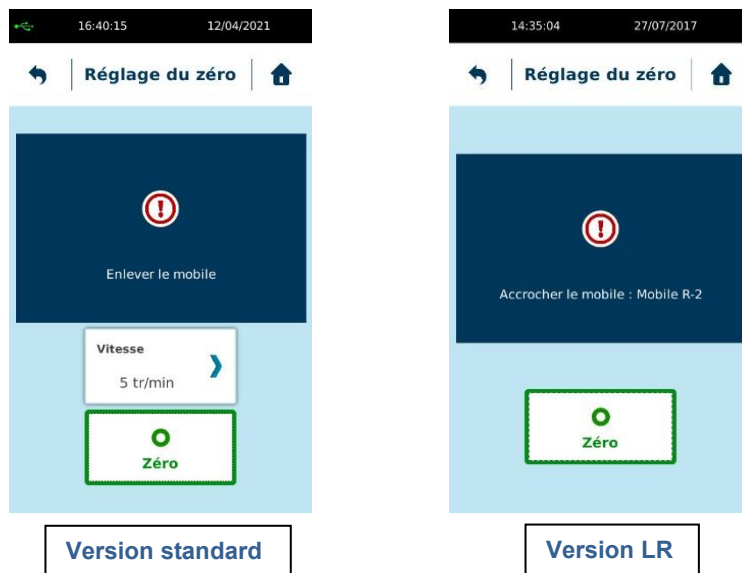 16:40:15 12/04/2021
Réglage du zéro
Enlever le mobile
Vitesse
5 tr/min
Zéro
Version standard
14:35:04 27/07/2017
Réglage du zéro
Accrocher le mobile : Mobile R-2
Zéro
Version LR